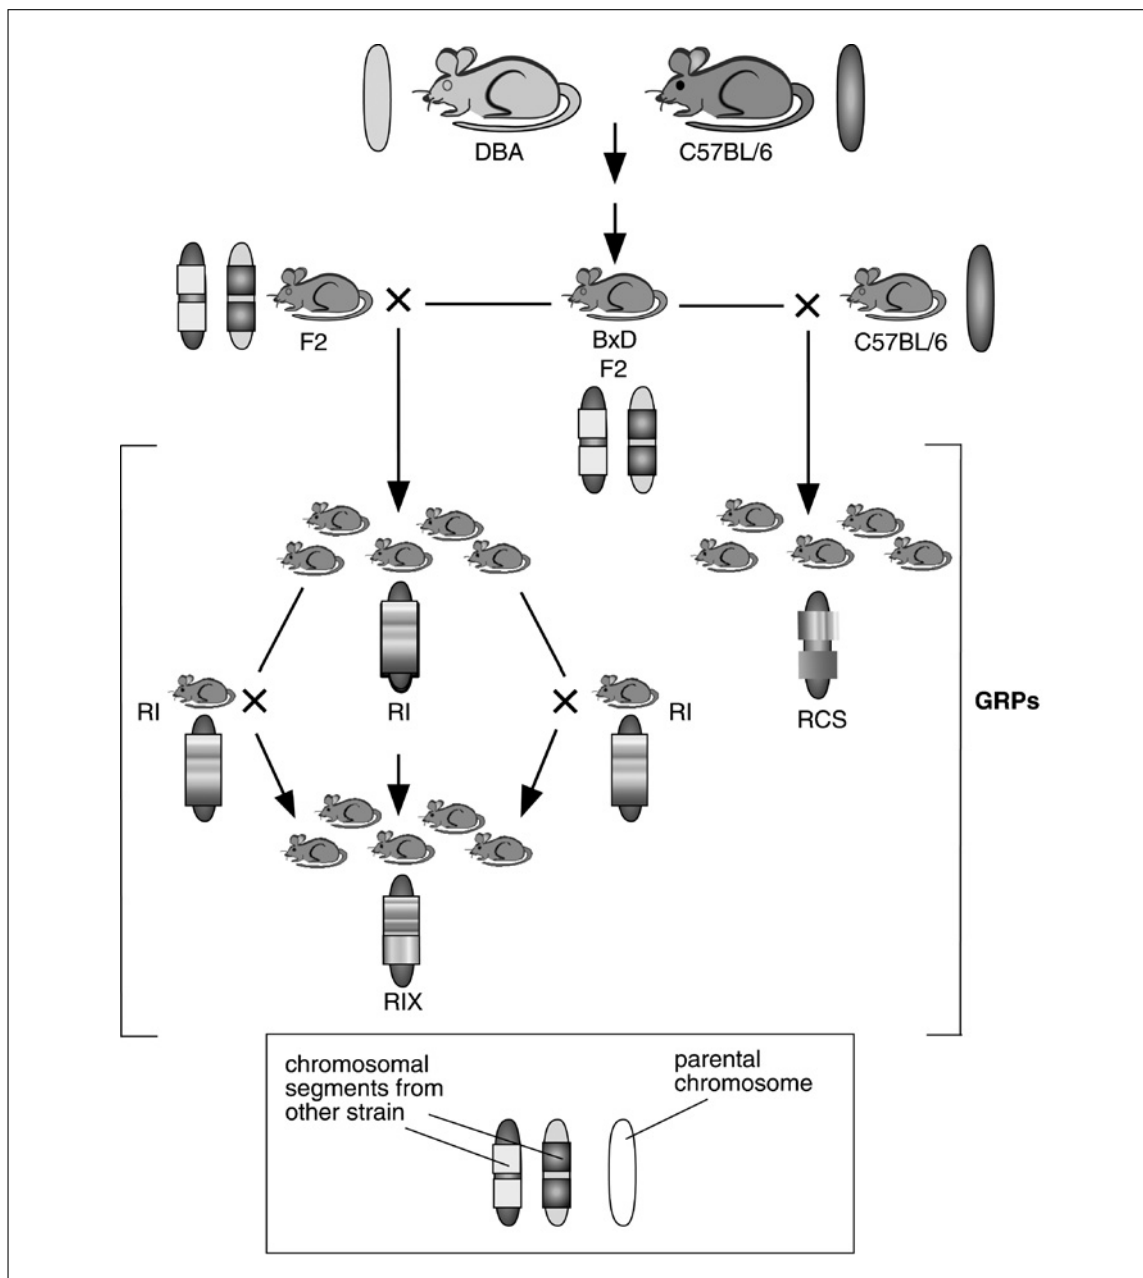 DBA
C57BL/6
F2
BxD
F2
C57BL/6
RI
RI
RI
RCS
GRPs
RIX
chromosomal
segments from
other strain
parental
chromosome